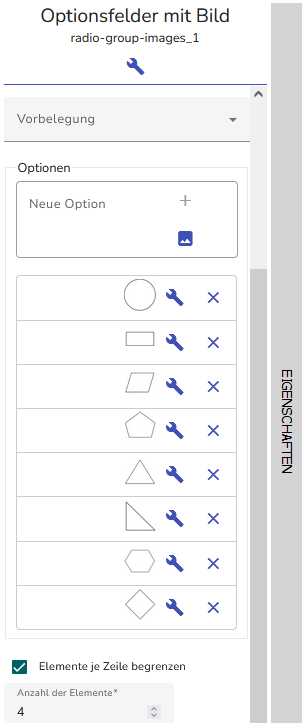 Optionsfelder mit Bild
radio-group-images_1
Vorbelegung
Optionen
Neue Option
Elemente je Zeile begrenzen
Anzahl der Elemente*
4
EIGENSCHAFTEN